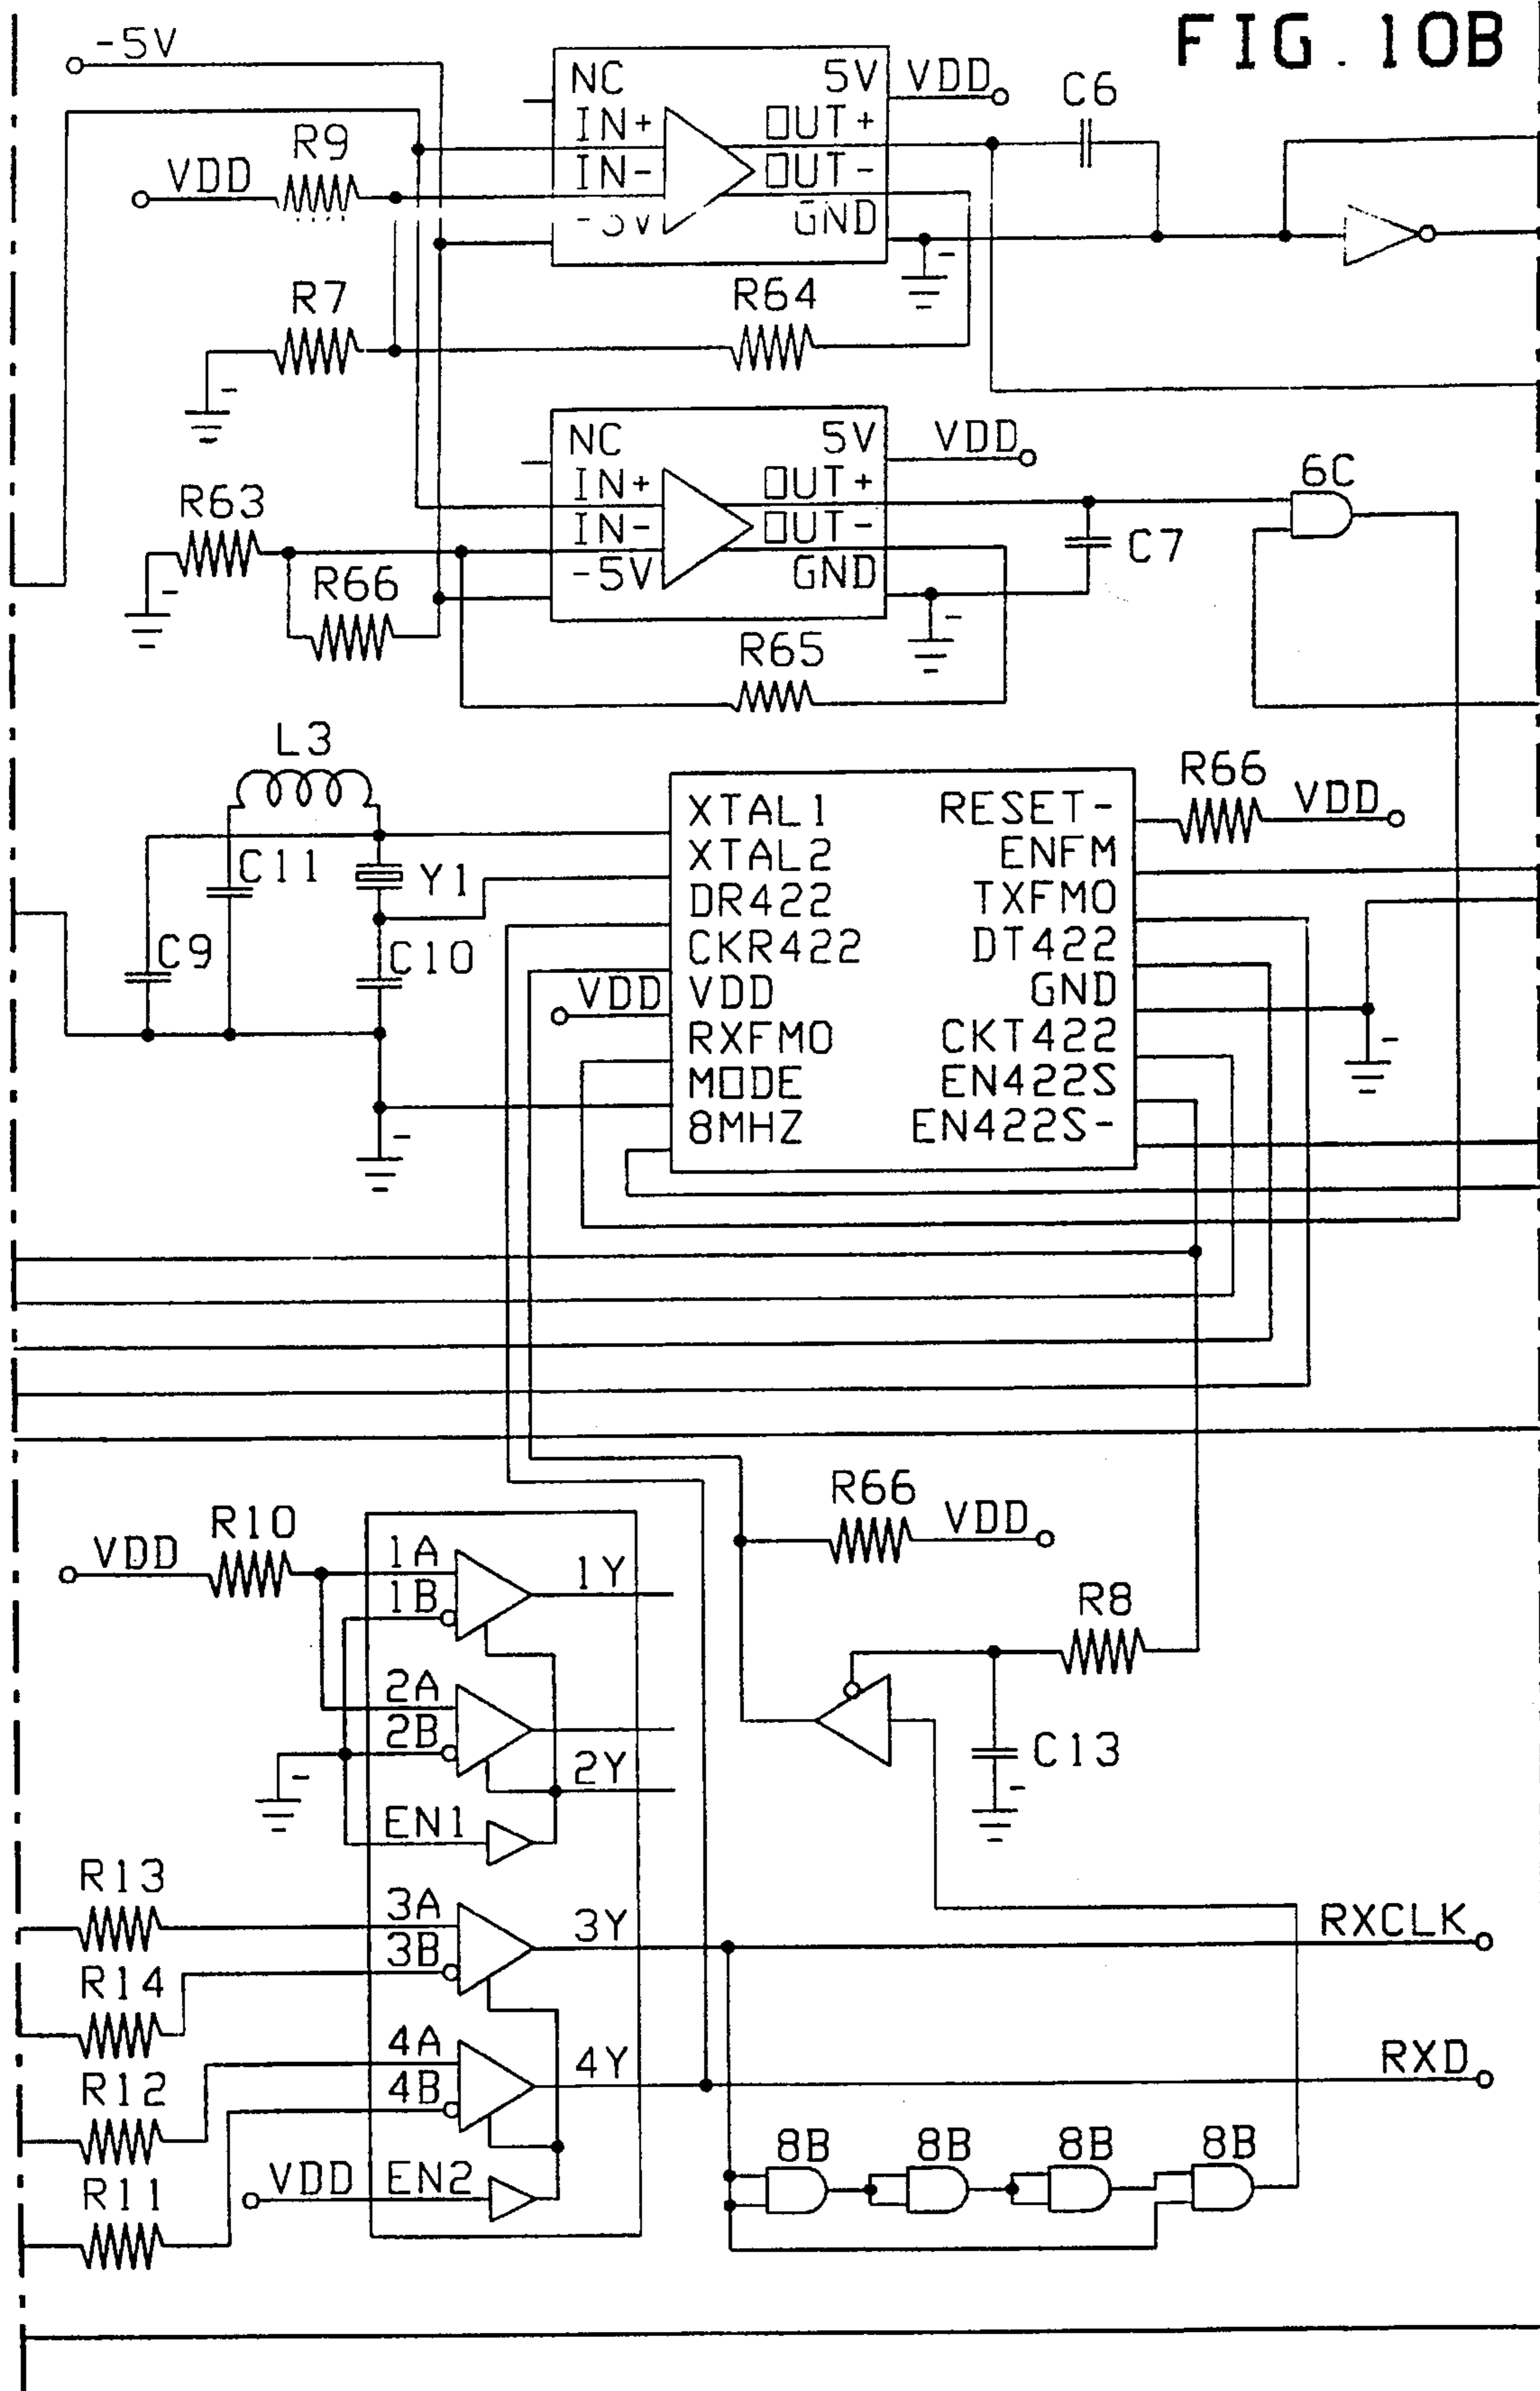 FIG. 10B
-5V
NC 5V VDD C6
IN+ OUT+
R9
VDD IN- OUT-
-5V GND
R7 R64
NC 5V VDD
IN+ OUT+ 6C
R63
IN- OUT- C7
R66 -5V GND
R65
L3
R66
XTAL1 RESET- VDD
C11 Y1 XTAL2 ENFM
DR422 TXFMO
C9 C10 CKR422 DT422
VDD VDD GND
RXFMO CKT422
MODE EN422S
8MHZ EN422S-
R66
R10 VDD
VDD 1A 1Y
1B R8
2A
2B
2Y C13
EN1
R13
3A 3Y RXCLK
3B
R14
4A 4Y RXD
R12 4B
8B 8B 8B 8B
VDD EN2
R11